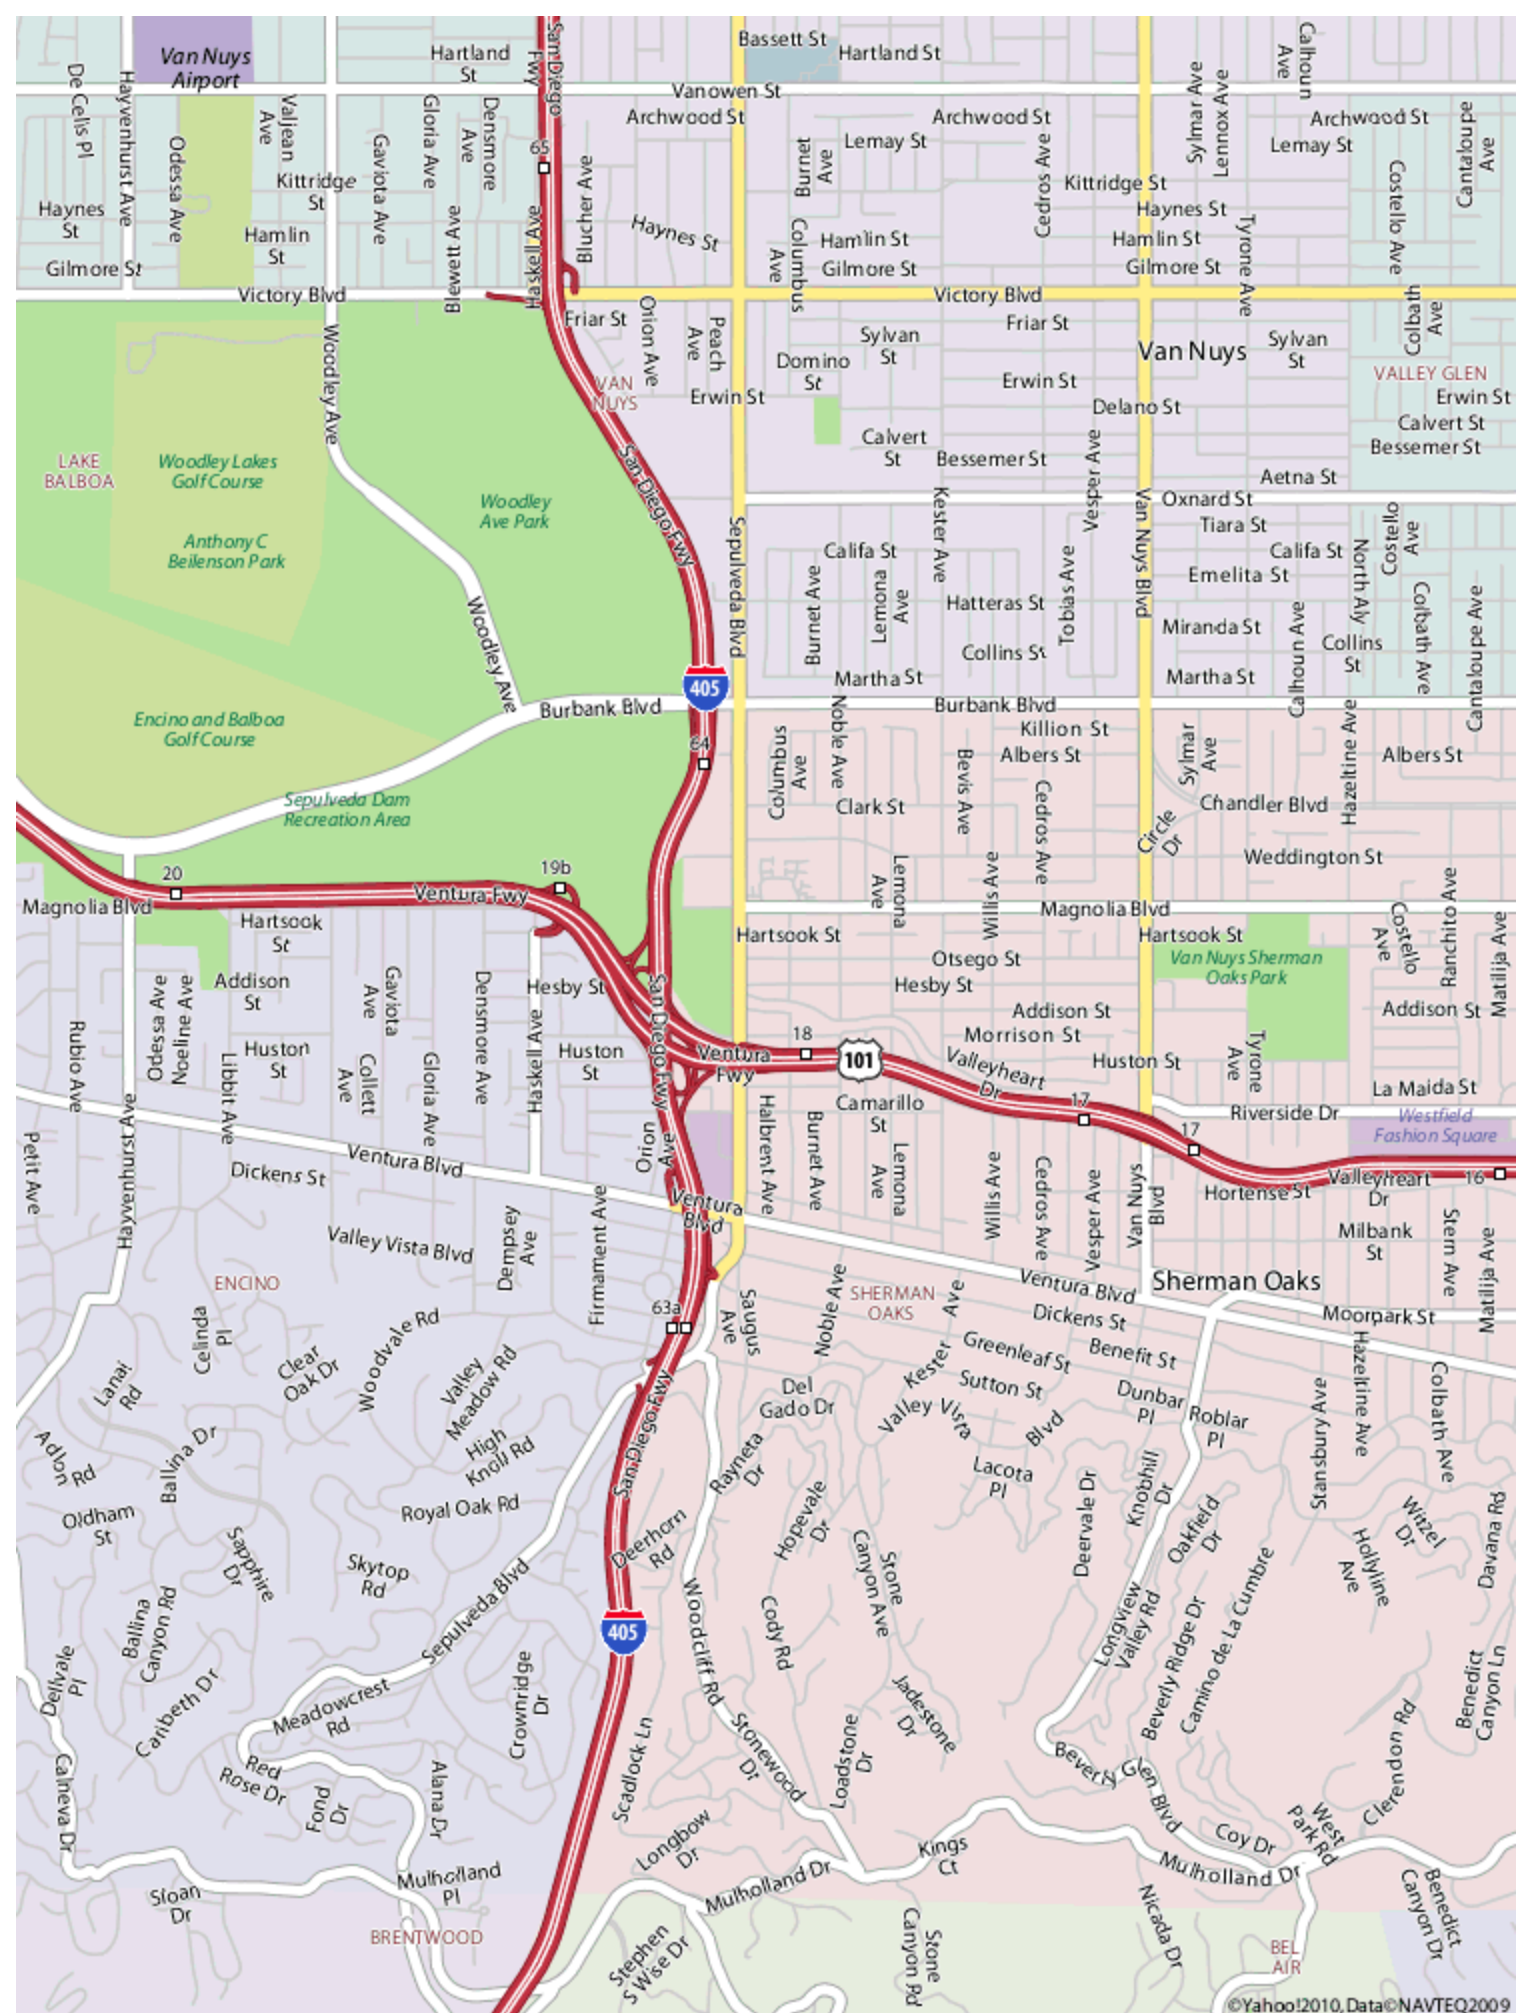 Van Nuys
Airport
Hartland
St
San Diego
Fwy
Bassett St
Hartland St
Calhoun
Ave
De Celis Pl
Hayvenhurst Ave
Vanowen St
Archwood St
Archwood St
Archwood St
Sylmar Ave
Lennox Ave
Cantaloupe
Ave
Odessa Ave
Valjean
Ave
Gaviota Ave
Gloria Ave
Densmore
Ave
65
Blucher Ave
Burnet
Ave
Lemay St
Lemay St
Cedros Ave
Kittridge
St
Kittridge St
Costello Ave
Haynes
St
Haynes St
Haynes St
Hamlin
St
Hamlin St
Hamlin St
Tyrone Ave
Blewett Ave
Haskell Ave
Columbus
Ave
Gilmore St
Gilmore St
Gilmore St
Victory Blvd
Victory Blvd
Colbath
Ave
Friar St
Orion Ave
Peach
Ave
Friar St
Sylvan
St
Van Nuys
Sylvan
St
Woodley Ave
Domino
St
VAN
NUYS
Erwin St
Erwin St
VALLEY GLEN
Erwin St
Delano St
Calvert St
Calvert
St
Bessemer St
Bessemer St
LAKE
BALBOA
Woodley Lakes
Golf Course
San Diego Fwy
Vesper Ave
Aetna St
Woodley
Ave Park
Oxnard St
Tiara St
Kester Ave
Van Nuys Blvd
Costello
Ave
Anthony C
Beilenson Park
Sepulveda Blvd
Califa St
Califa St
North Aly
Emelita St
Burnet Ave
Lemona
Ave
Hatteras St
Tobias Ave
Colbath Ave
Cantaloupe Ave
Woodley Ave
Miranda St
Calhoun Ave
Collins
St
Collins St
Martha St
Martha St
405
Burbank Blvd
Burbank Blvd
Encino and Balboa
Golf Course
Noble Ave
Killion St
Hazeltine Ave
64
Columbus
Ave
Albers St
Sylmar
Ave
Albers St
Bevis Ave
Cedros Ave
Sepulveda Dam
Recreation Area
Clark St
Chandler Blvd
Circle
Dr
Weddington St
20
19b
Lemona
Ave
Willis Ave
Ranchito Ave
Ventura Fwy
Magnolia Blvd
Magnolia Blvd
Hartsook
St
Hartsook St
Hartsook St
Costello
Ave
Matilija Ave
Otsego St
Van Nuys Sherman
Oaks Park
Addison
St
Hesby St
Hesby St
Gaviota
Ave
Densmore Ave
San Diego Fwy
Odessa Ave
Noeline Ave
Addison St
Addison St
Rubio Ave
Haskell Ave
18
Morrison St
Huston
St
Huston
St
Ventura
Fwy
101
Valleyheart
Dr
Huston St
Tyrone
Ave
Libbit Ave
Collett
Ave
Gloria Ave
La Maida St
17
Hayvenhurst Ave
Halbrent Ave
Burnet Ave
Camarillo
St
Riverside Dr
Westfield
Fashion Square
17
Petit Ave
Ventura Blvd
Orion
Ave
Lemona
Ave
Dickens St
Willis Ave
Cedros Ave
Vesper Ave
Van Nuys
Blvd
Hortense St
Valleyheart
Dr
16
Ventura
Blvd
Valley Vista Blvd
Dempsey
Ave
Firmament Ave
Milbank
St
Stern Ave
Matilija Ave
ENCINO
SHERMAN
OAKS
Ventura Blvd
Sherman Oaks
63a
Saugus
Ave
Noble Ave
Kester
Ave
Dickens St
Moorpark St
Celinda
Pl
Clear
Oak Dr
Woodvale Rd
Greenleaf St
Benefit St
Hazeltine Ave
Lanai
Rd
Valley
Meadow Rd
San Diego Fwy
Del
Gado Dr
Sutton St
Dunbar
Pl
Colbath Ave
Stansbury Ave
Valley Vista
Blvd
Roblar
Pl
Adlon
Rd
Ballina Dr
High
Knoll Rd
Rayneta
Dr
Lacota
Pl
Knobhill
Dr
Oldham
St
Royal Oak Rd
Hopevale
Dr
Deervale Dr
Oakfield
Dr
Witzel
Dr
Davana Rd
Sapphire
Dr
Skytop
Rd
Deerhorn
Rd
Stone
Canyon Ave
Hollyline
Ave
Ballina
Canyon Rd
Sepulveda Blvd
405
Woodcliff Rd
Cody Rd
Longview
Valley Rd
Beverly Ridge Dr
Camino de La Cumbre
Dellvale
Pl
Caribeth Dr
Meadowcrest
Rd
Crownridge
Dr
Jadestone
Dr
Benedict
Canyon Ln
Calneva Dr
Red
Rose Dr
Fond
Dr
Alana Dr
Scadlock Ln
Stonewood
Dr
Loadstone
Dr
Beverly Glen Blvd
Clerendon Rd
West
Park Rd
Longbow
Dr
Kings
Ct
Coy Dr
Mulholland Dr
Mulholland Dr
Mulholland
Pl
Sloan
Dr
BRENTWOOD
Stephen
S Wise Dr
Stone
Canyon Rd
Nicada Dr
BEL
AIR
Benedict
Canyon Dr
©Yahoo!2010, Data©NAVTEQ2009